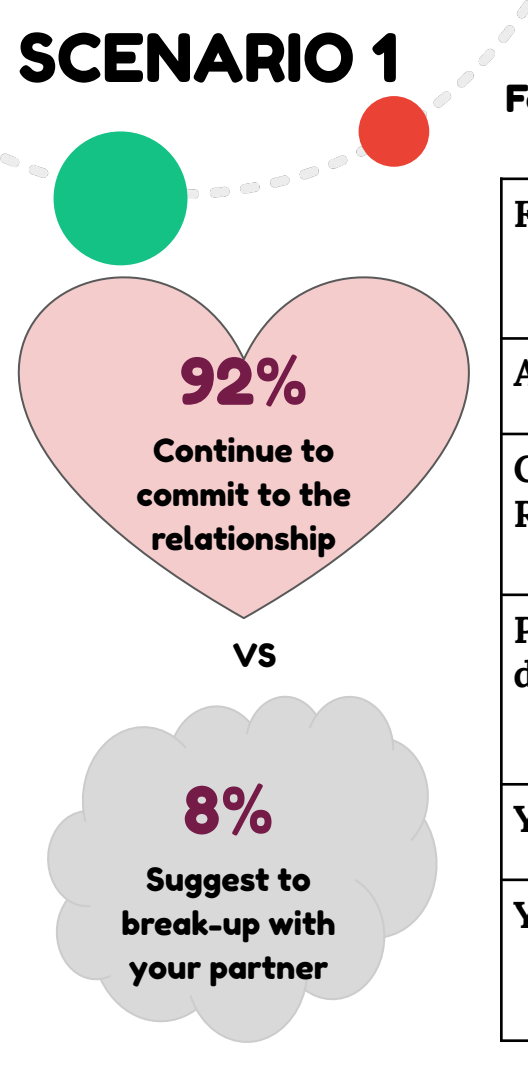 SCENARIO 1
92%
Continue to
commit to the
relationship
VS
8%
Suggest to
break-up with
your partner